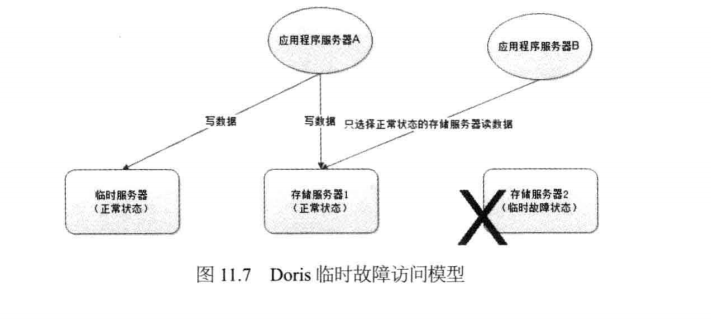 应用程序服务器A
应用程序服务器B
写数据
写数据
只选择正常状态的存储服务器读数据
临时服务器
（正常状态）
存储服务器1
（正常状态）
存储服务器2
（临时故障状态）
X
图 11.7 Doris 临时故障访问模型